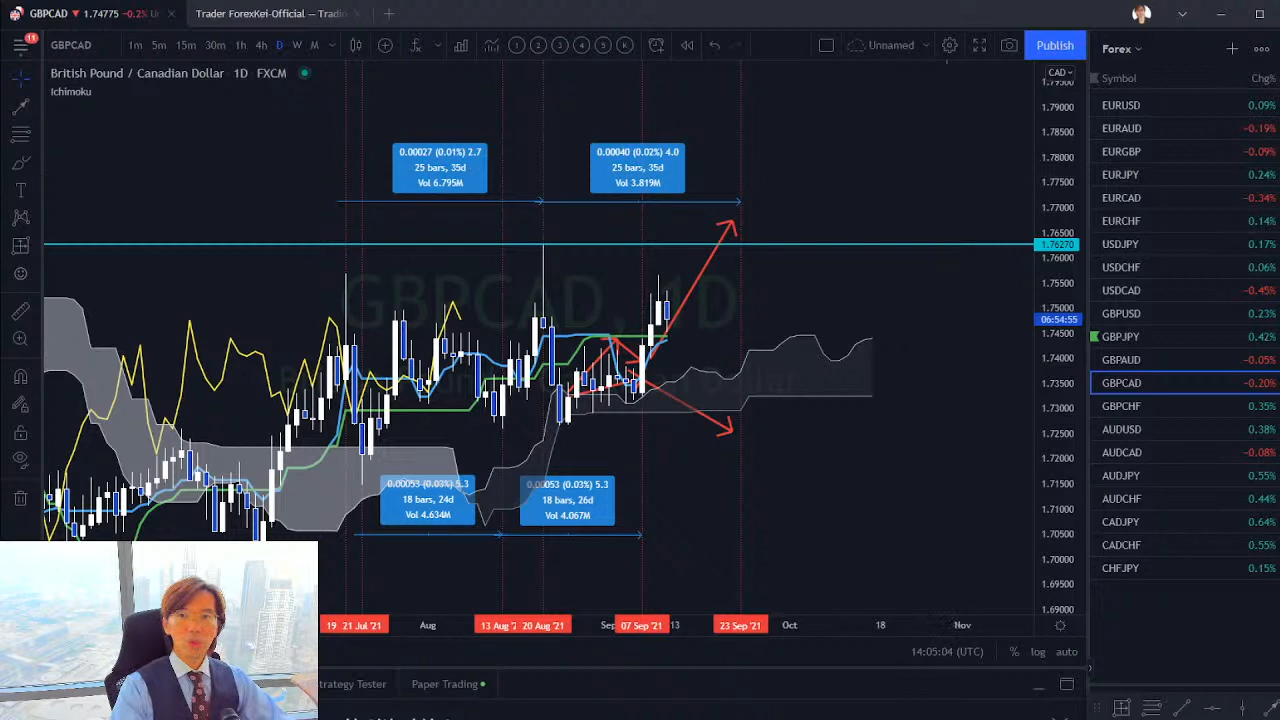 GBPCAD ▼ 1.74775 −0.2% Un
Trader ForexKei-Official — Tradin
11
GBPCAD 1m 5m 15m 30m 1h 4h D W M 1 2 3 4 5 K Unnamed Publish
Forex
British Pound / Canadian Dollar 1D FXCM
Ichimoku
CAD
Symbol Chg%
EURUSD 0.09%
EURAUD −0.19%
EURGBP −0.09%
EURJPY 0.24%
EURCAD −0.34%
EURCHF 0.14%
USDJPY 0.17%
USDCHF 0.06%
USDCAD −0.45%
GBPUSD 0.23%
GBPJPY 0.42%
GBPAUD −0.05%
GBPCAD −0.20%
GBPCHF 0.35%
AUDUSD 0.38%
AUDCAD −0.08%
AUDJPY 0.55%
AUDCHF 0.44%
CADJPY 0.64%
CADCHF 0.55%
CHFJPY 0.15%
0.00027 (0.01%) 2.7
25 bars, 35d
Vol 6.795M
0.00040 (0.02%) 4.0
25 bars, 35d
Vol 3.819M
GBPCAD, 1D
0.00053 (0.03%) 5.3
18 bars, 24d
Vol 4.634M
0.00053 (0.03%) 5.3
18 bars, 26d
Vol 4.067M
1.79500
1.79000
1.78500
1.78000
1.77500
1.77000
1.76500
1.76270
1.76000
1.75500
1.75000
06:54:55
1.74500
1.74000
1.73500
1.73000
1.72500
1.72000
1.71500
1.71000
1.70500
1.70000
1.69500
1.69000
19 21 Jul '21 Aug 13 Aug '2 20 Aug '21 Sep 07 Sep '21 13 23 Sep '21 Oct 18 Nov
14:05:04 (UTC) % log auto
trategy Tester Paper Trading